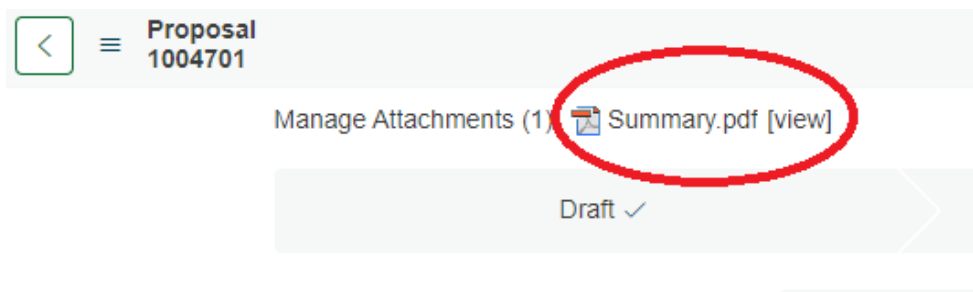 Proposal
1004701
Manage Attachments (1) Summary.pdf [view]
Draft